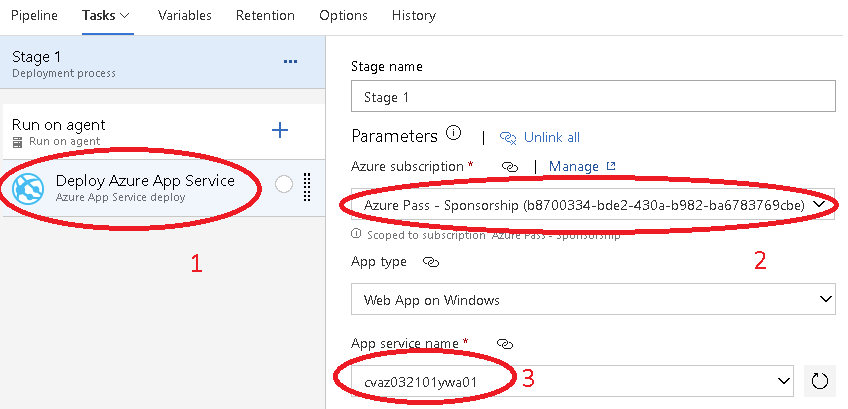 Pipeline Tasks Variables Retention Options History
Stage 1
Deployment process
Run on agent
Run on agent
Deploy Azure App Service
Azure App Service deploy
1
Stage name
Stage 1
Parameters | Unlink all
Azure subscription * | Manage
Azure Pass - Sponsorship (b8700334-bde2-430a-b982-ba6783769cbe)
Scoped to subscription 'Azure Pass - Sponsorship'
2
App type
Web App on Windows
App service name *
cvaz032101ywa01
3